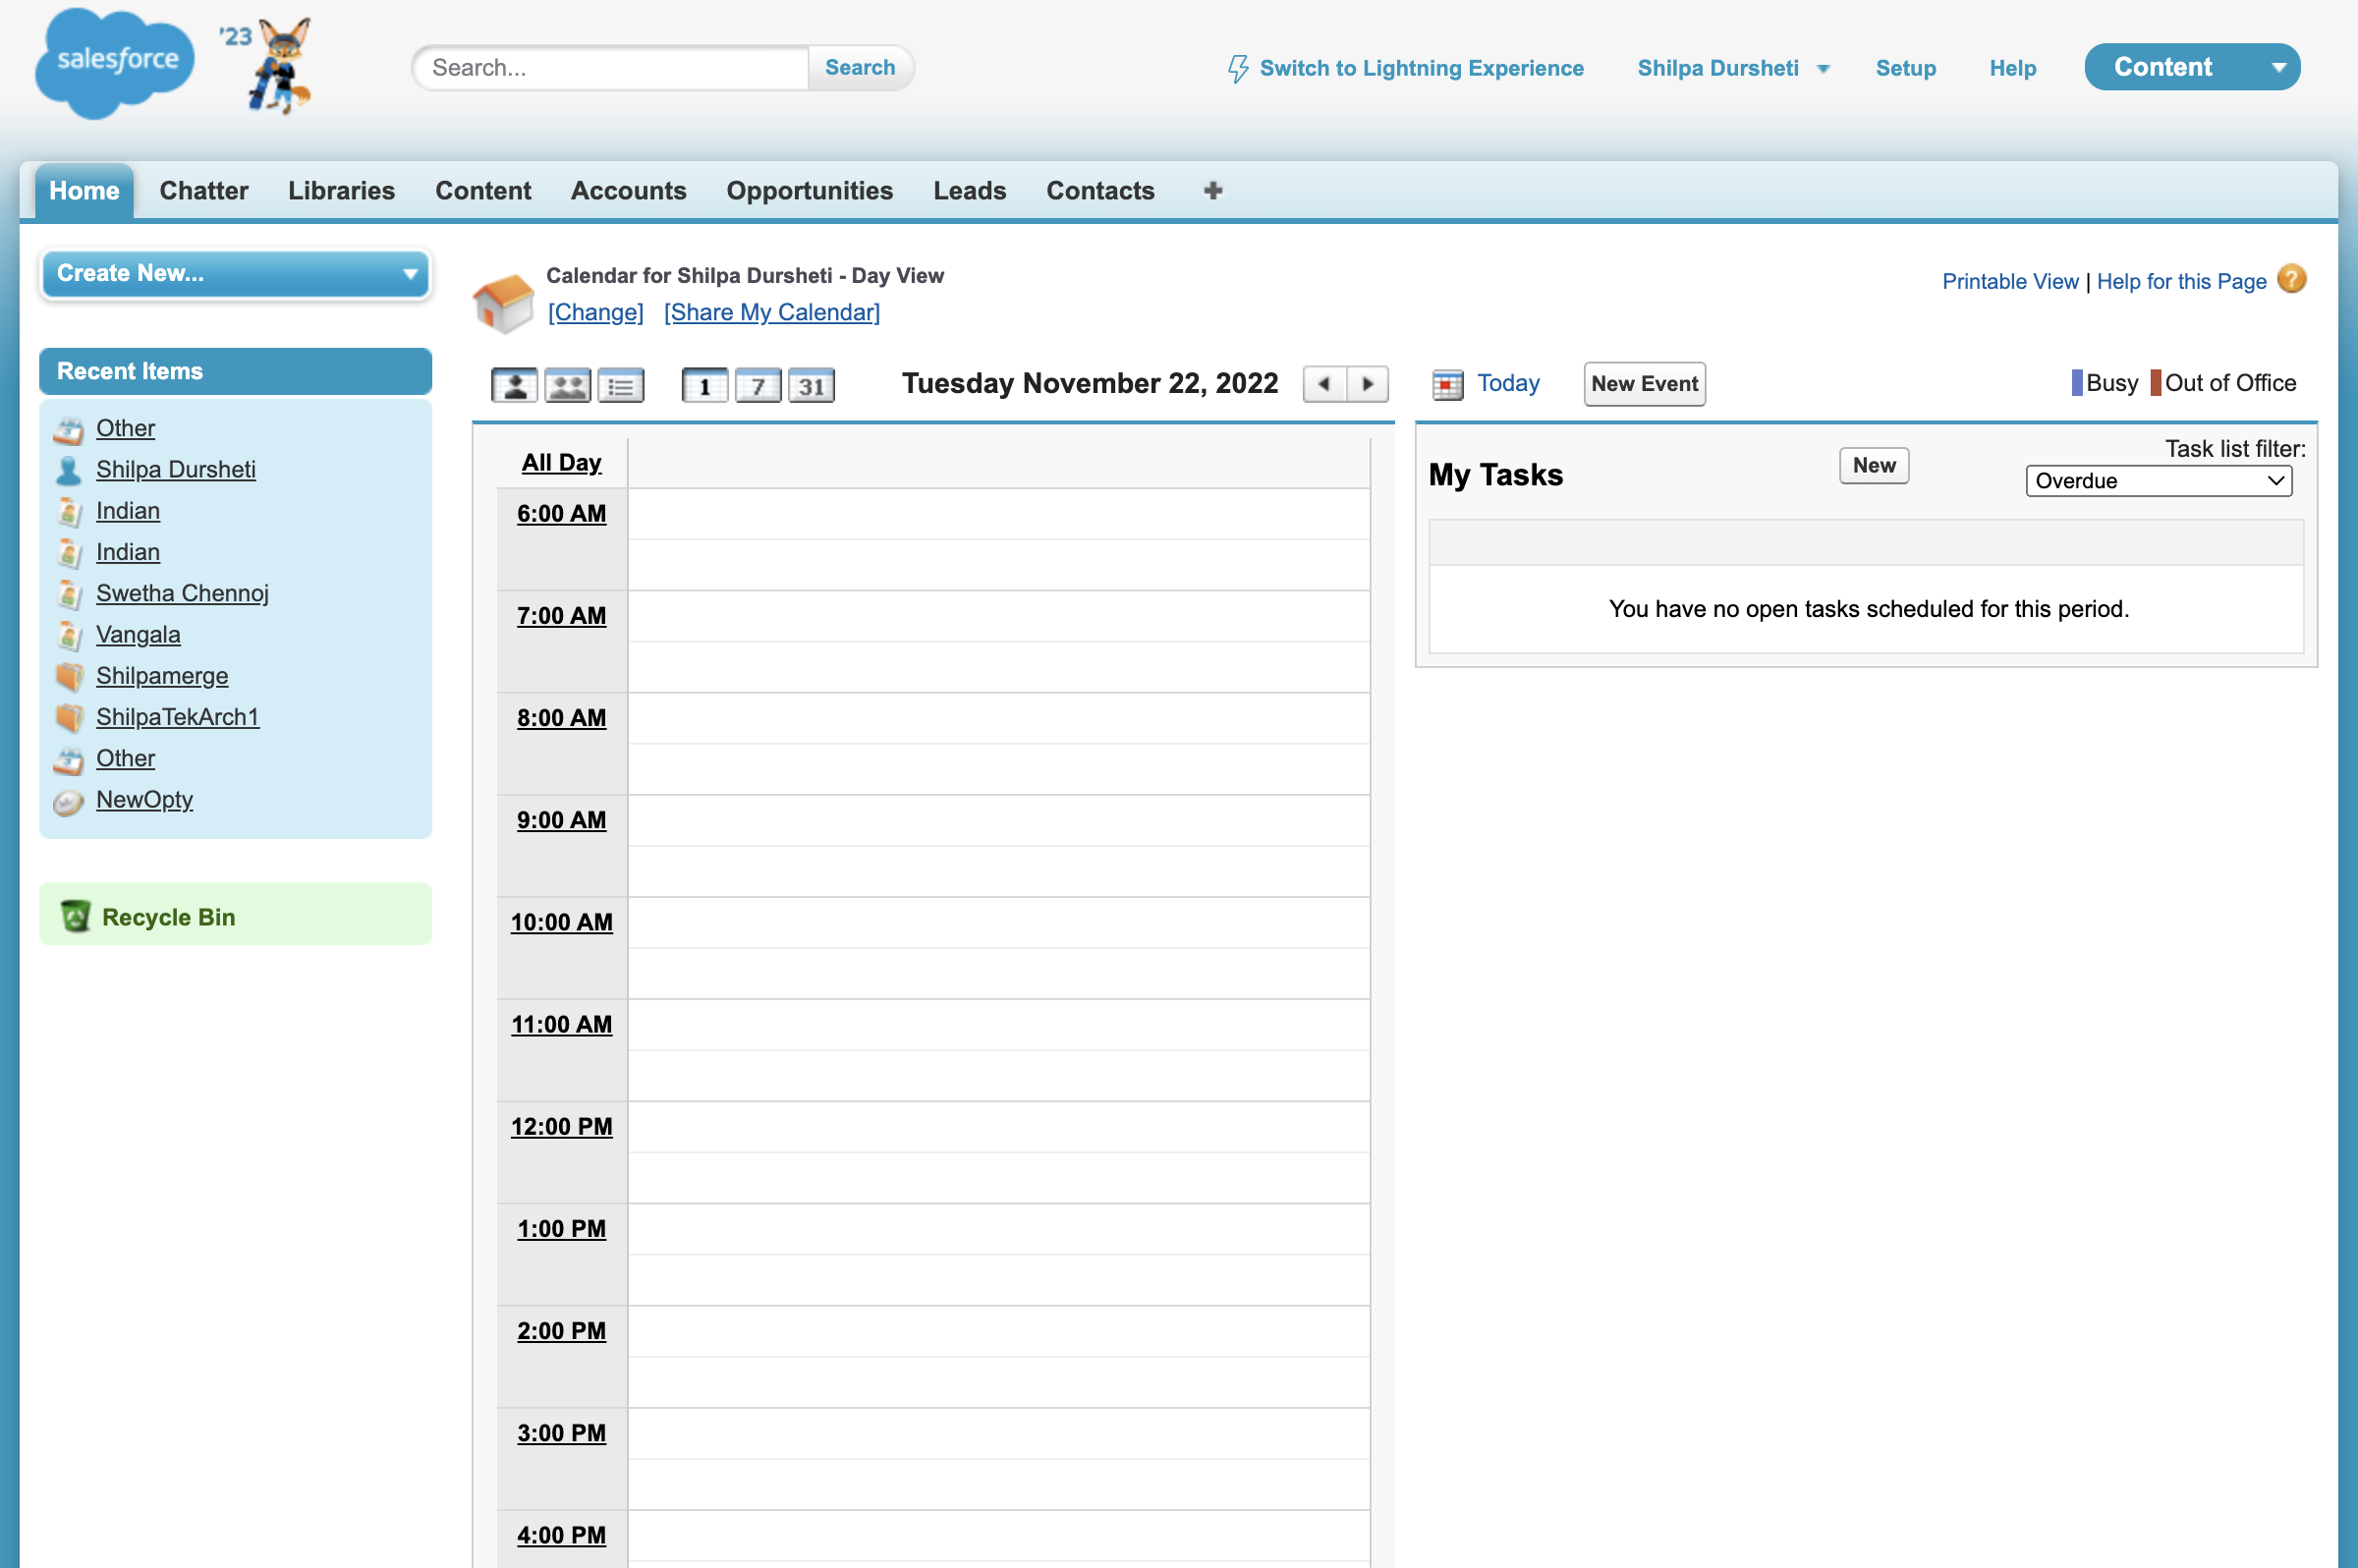 salesforce
'23
Search...
Search
Switch to Lightning Experience
Shilpa Dursheti
Setup
Help
Content
Home
Chatter
Libraries
Content
Accounts
Opportunities
Leads
Contacts
Create New...
Calendar for Shilpa Dursheti - Day View
[Change] [Share My Calendar]
Printable View | Help for this Page ?
Recent Items
Other
Shilpa Dursheti
Indian
Indian
Swetha Chennoj
Vangala
Shilpamerge
ShilpaTekArch1
Other
NewOpty
Recycle Bin
1
7
31
Tuesday November 22, 2022
Today
New Event
Busy
Out of Office
All Day
6:00 AM
7:00 AM
8:00 AM
9:00 AM
10:00 AM
11:00 AM
12:00 PM
1:00 PM
2:00 PM
3:00 PM
4:00 PM
My Tasks
New
Task list filter:
Overdue
You have no open tasks scheduled for this period.